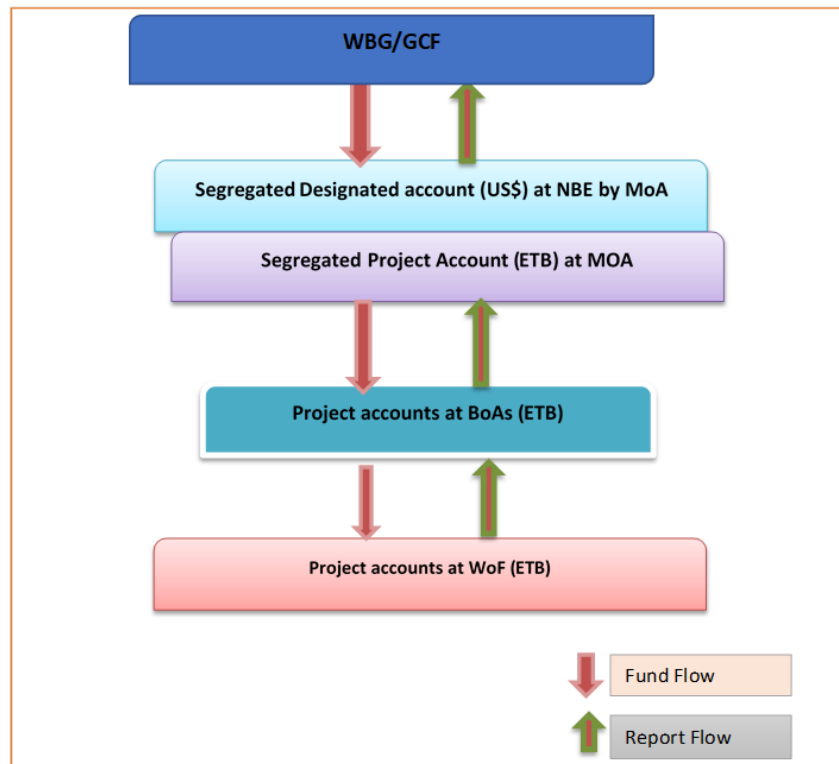 WBG/GCF
Segregated Designated account (US$) at NBE by MoA
Segregated Project Account (ETB) at MOA
Project accounts at BoAs (ETB)
Project accounts at WoF (ETB)
Fund Flow
Report Flow